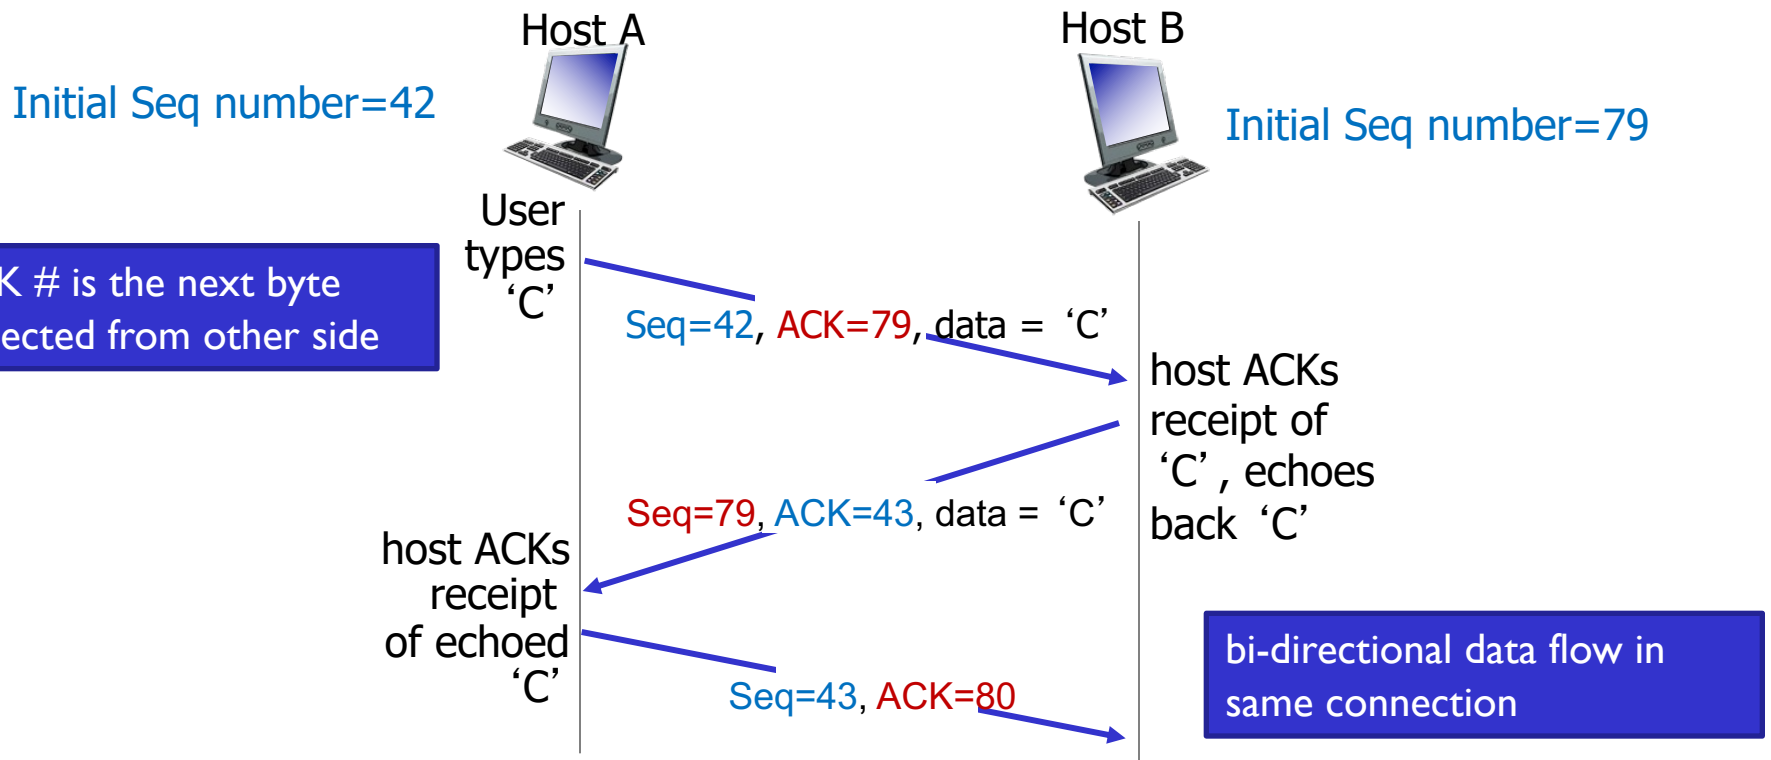 Host A
Host B
Initial Seq number=42
Initial Seq number=79
User
types
‘C’
K # is the next byte
ected from other side
Seq=42, ACK=79, data = ‘C’
host ACKs
receipt of
‘C’, echoes
back ‘C’
Seq=79, ACK=43, data = ‘C’
host ACKs
receipt
of echoed
‘C’
Seq=43, ACK=80
bi-directional data flow in
same connection